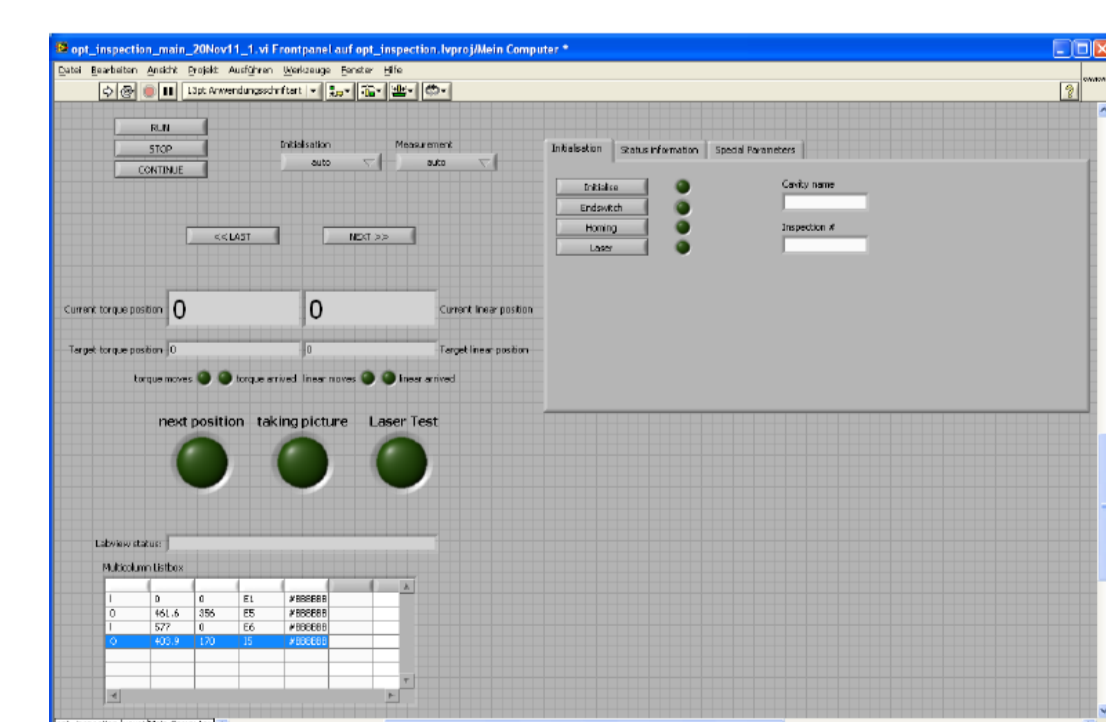 opt_inspection_main_20Nov11_1.vi Frontpanel auf opt_inspection.lvproj/Mein Computer *
Datei Bearbeiten Ansicht Projekt Ausführen Werkzeuge Fenster Hilfe
13pt Anwendungsschriftart
RUN
STOP
CONTINUE
Initialisation Measurement
auto auto
<< LAST NEXT >>
Current torque position 0 0 Current linear position
Target torque position 0 0 Target linear position
torque moves torque arrived linear moves linear arrived
next position taking picture Laser Test
Labview status:
Multicolumn Listbox
I 0 0 E1 #BBBBBB
O 461.6 356 E5 #BBBBBB
I 577 0 E6 #BBBBBB
O 403.9 170 I5 #BBBBBB
Initialisation Status information Special Parameters
Initialise
Endswitch
Homing
Laser
Cavity name
Inspection #